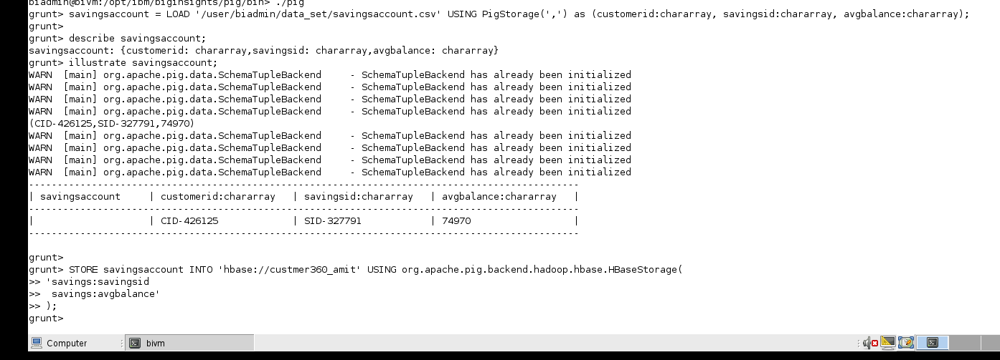 biadmin@bivm:/opt/ibm/biginsights/pig/bin> ./pig
grunt> savingsaccount = LOAD '/user/biadmin/data_set/savingsaccount.csv' USING PigStorage(',') as (customerid:chararray, savingsid:chararray, avgbalance:chararray);
grunt>
grunt> describe savingsaccount;
savingsaccount: {customerid: chararray,savingsid: chararray,avgbalance: chararray}
grunt> illustrate savingsaccount;
WARN  [main] org.apache.pig.data.SchemaTupleBackend     - SchemaTupleBackend has already been initialized
WARN  [main] org.apache.pig.data.SchemaTupleBackend     - SchemaTupleBackend has already been initialized
WARN  [main] org.apache.pig.data.SchemaTupleBackend     - SchemaTupleBackend has already been initialized
WARN  [main] org.apache.pig.data.SchemaTupleBackend     - SchemaTupleBackend has already been initialized
(CID-426125,SID-327791,74970)
WARN  [main] org.apache.pig.data.SchemaTupleBackend     - SchemaTupleBackend has already been initialized
WARN  [main] org.apache.pig.data.SchemaTupleBackend     - SchemaTupleBackend has already been initialized
WARN  [main] org.apache.pig.data.SchemaTupleBackend     - SchemaTupleBackend has already been initialized
WARN  [main] org.apache.pig.data.SchemaTupleBackend     - SchemaTupleBackend has already been initialized
------------------------------------------------------------------------------------------------
| savingsaccount     | customerid:chararray   | savingsid:chararray   | avgbalance:chararray   |
------------------------------------------------------------------------------------------------
|                    | CID-426125             | SID-327791            | 74970                  |
------------------------------------------------------------------------------------------------
grunt>
grunt> STORE savingsaccount INTO 'hbase://custmer360_amit' USING org.apache.pig.backend.hadoop.hbase.HBaseStorage(
>> 'savings:savingsid
>>  savings:avgbalance'
>> );
grunt>
Computer
bivm